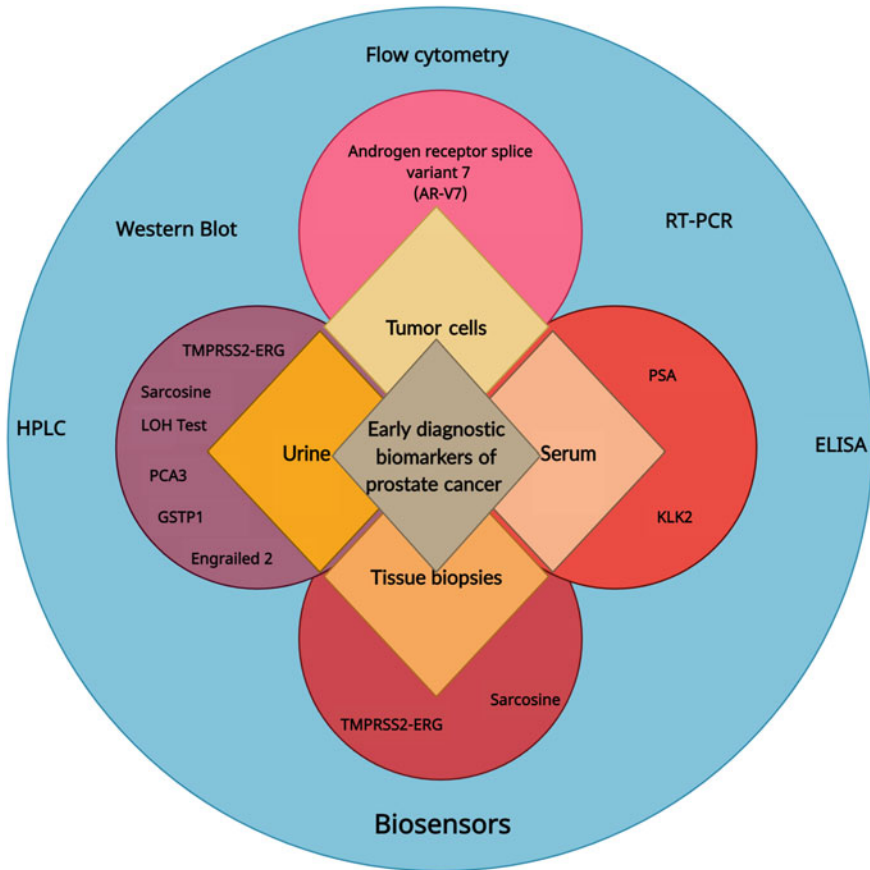 Flow cytometry
Androgen receptor splice
variant 7
(AR-V7)
Western Blot
RT-PCR
Tumor cells
TMPRSS2-ERG
Sarcosine
LOH Test
PCA3
GSTP1
Engrailed 2
HPLC
Urine
Early diagnostic
biomarkers of
prostate cancer
Serum
PSA
KLK2
ELISA
Tissue biopsies
Sarcosine
TMPRSS2-ERG
Biosensors